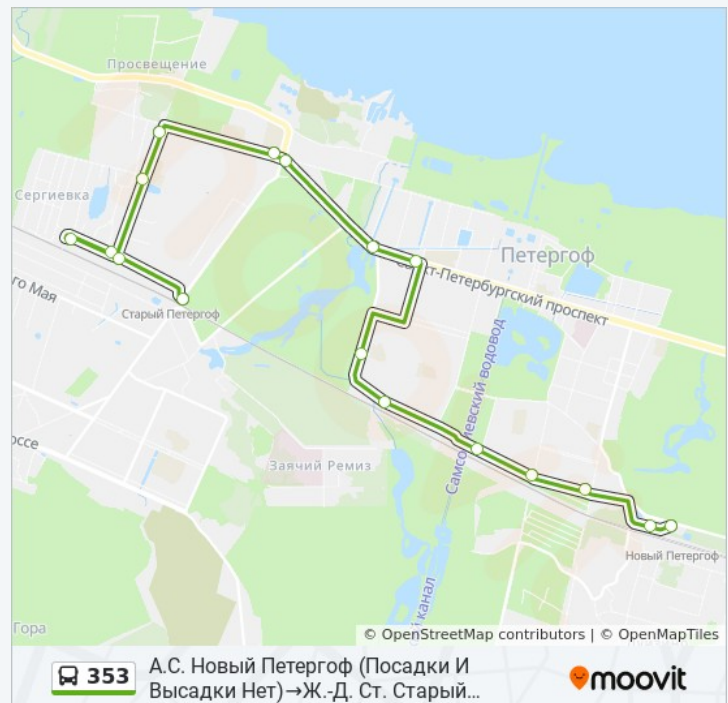 Просвещение
Сергиевка
го Мая
Старый Петергоф
Петергоф
Санкт-Петербургский проспект
Самсониевский водовод
оссе
Заячий Ремиз
й канал
Новый Петергоф
Гора
© OpenStreetMap contributors | © OpenMapTiles
353
А.С. Новый Петергоф (Посадки И
Высадки Нет)→Ж.-Д. Ст. Старый...
moovit